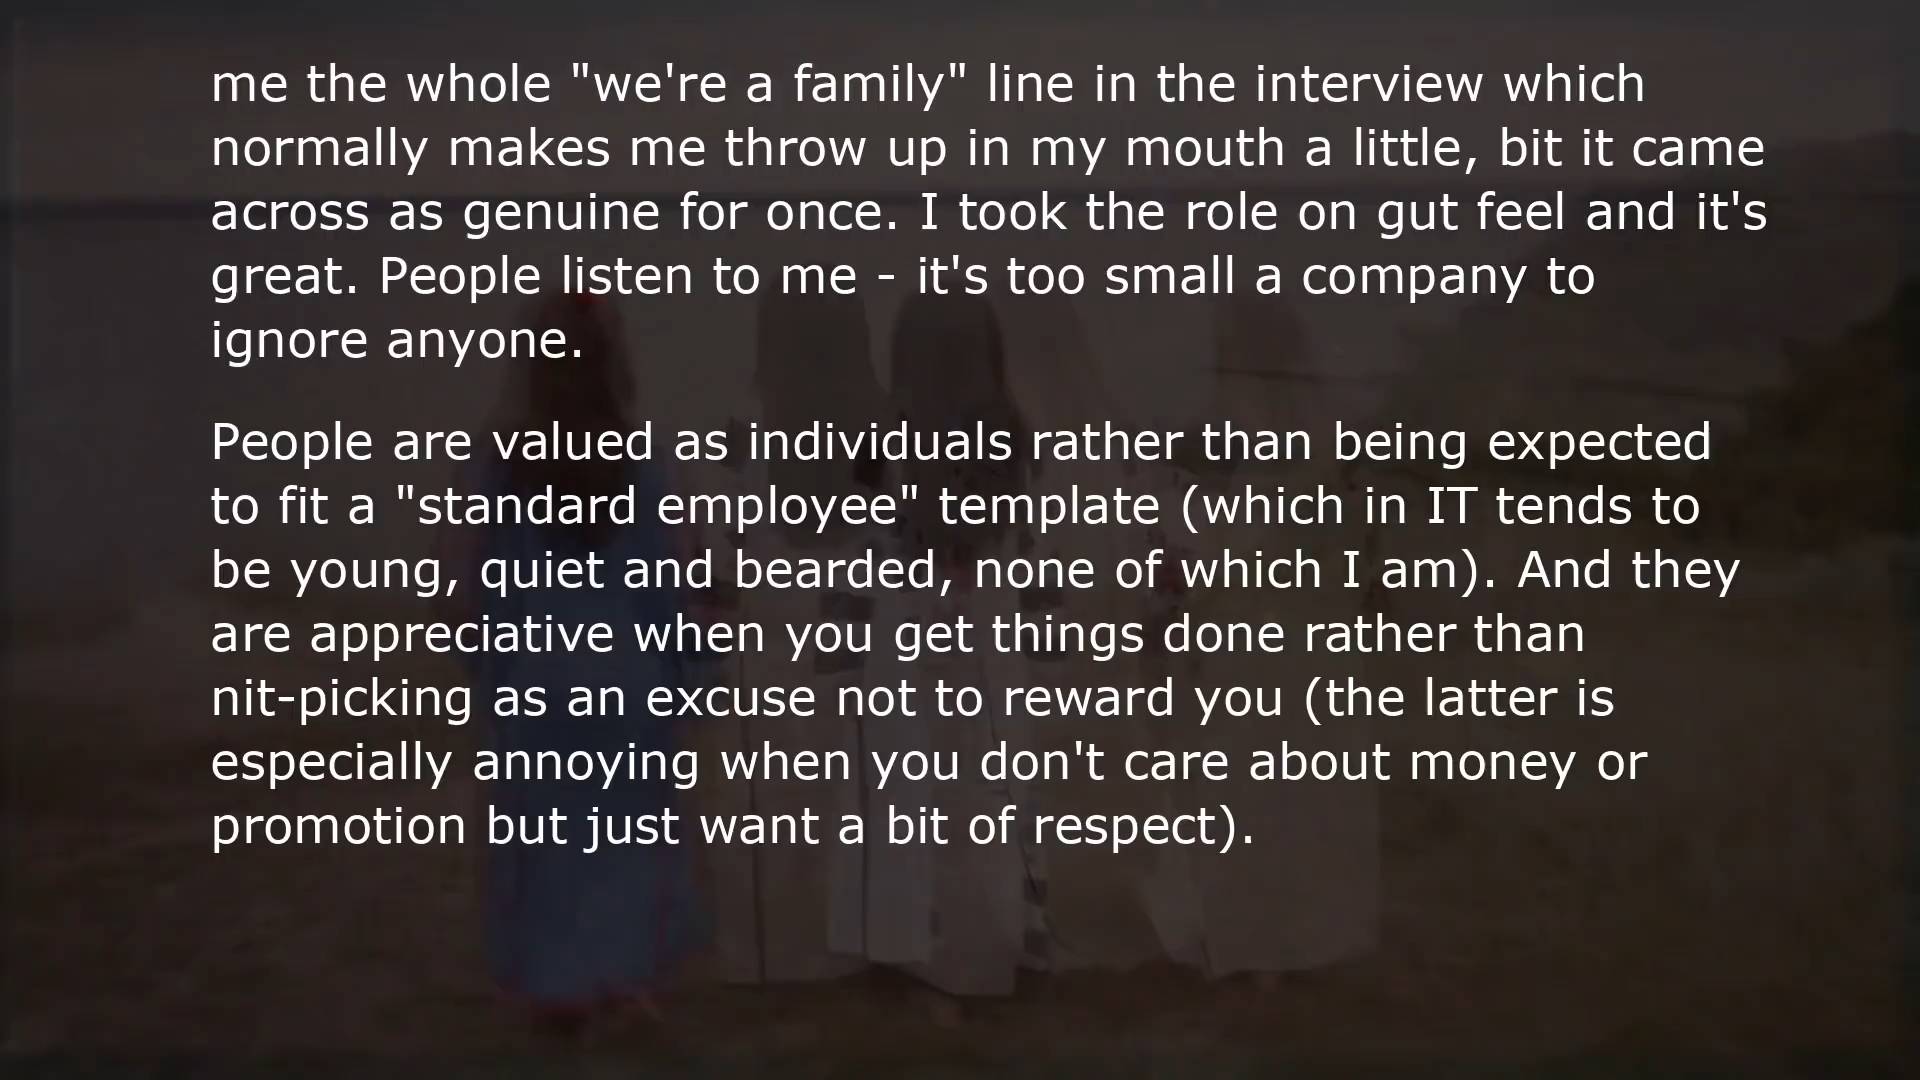 me the whole "we're a family" line in the interview which
normally makes me throw up in my mouth a little, bit it came
across as genuine for once. I took the role on gut feel and it's
great. People listen to me - it's too small a company to
ignore anyone.
People are valued as individuals rather than being expected
to fit a "standard employee" template (which in IT tends to
be young, quiet and bearded, none of which I am). And they
are appreciative when you get things done rather than
nit-picking as an excuse not to reward you (the latter is
especially annoying when you don't care about money or
promotion but just want a bit of respect).